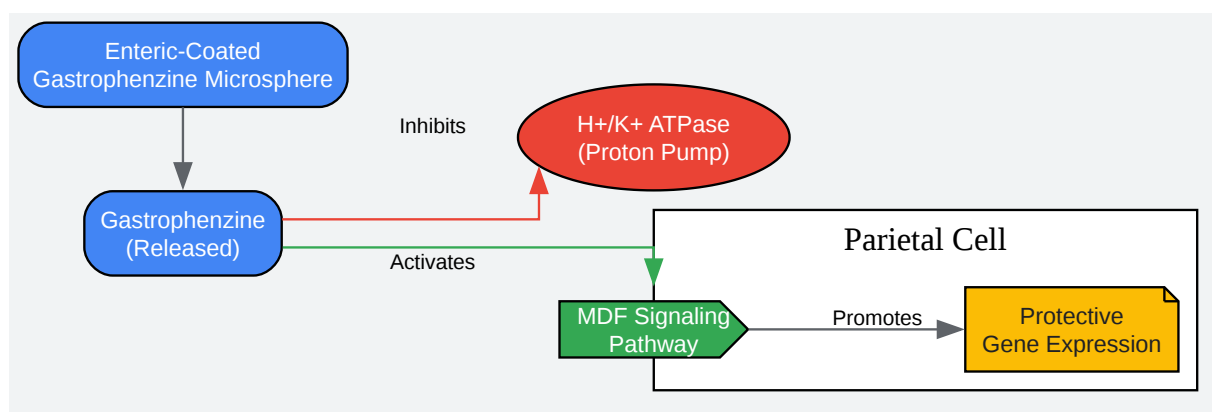 Enteric-Coated
Gastrophenzine Microsphere
Inhibits
H+/K+ ATPase
(Proton Pump)
Gastrophenzine
(Released)
Activates
Parietal Cell
MDF Signaling
Pathway
Promotes
Protective
Gene Expression